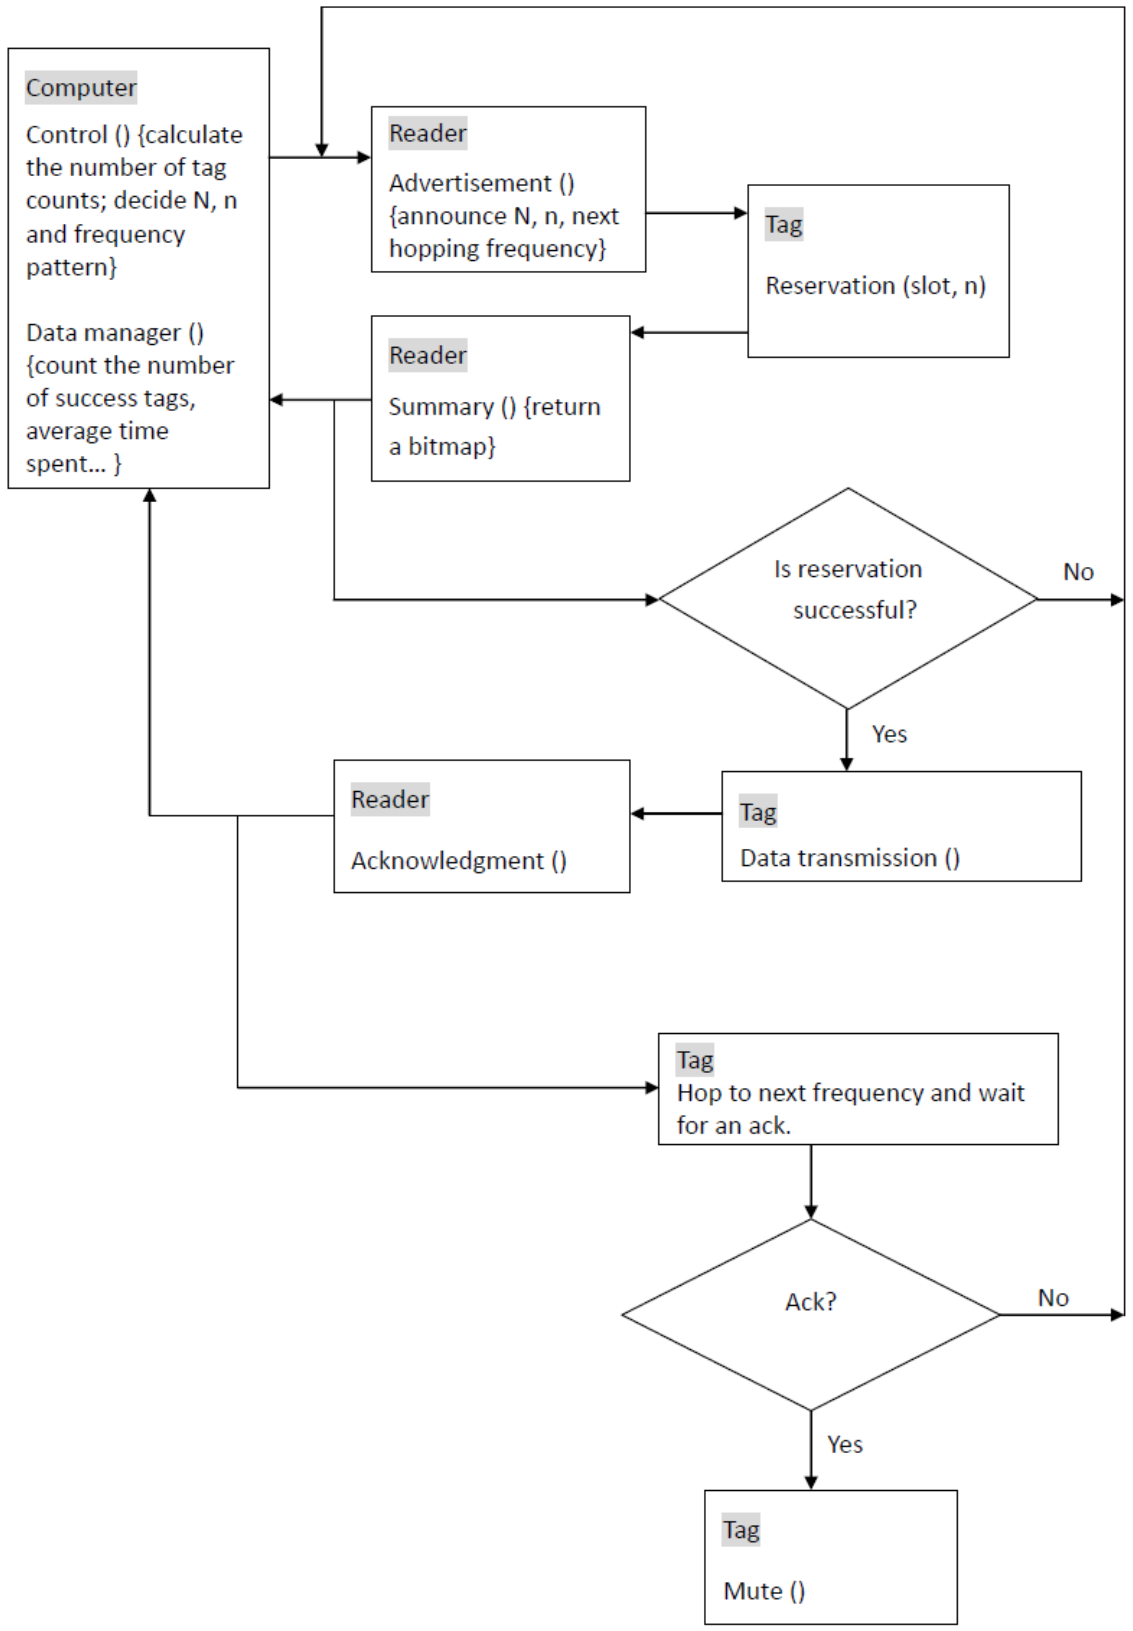 Computer
Control () {calculate
the number of tag
counts; decide N, n
and frequency
pattern}
Data manager ()
{count the number
of success tags,
average time
spent... }
Reader
Advertisement ()
{announce N, n, next
hopping frequency}
Tag
Reservation (slot, n)
Reader
Summary () {return
a bitmap}
Is reservation
successful?
No
Yes
Tag
Data transmission ()
Reader
Acknowledgment ()
Tag
Hop to next frequency and wait
for an ack.
Ack?
No
Yes
Tag
Mute ()